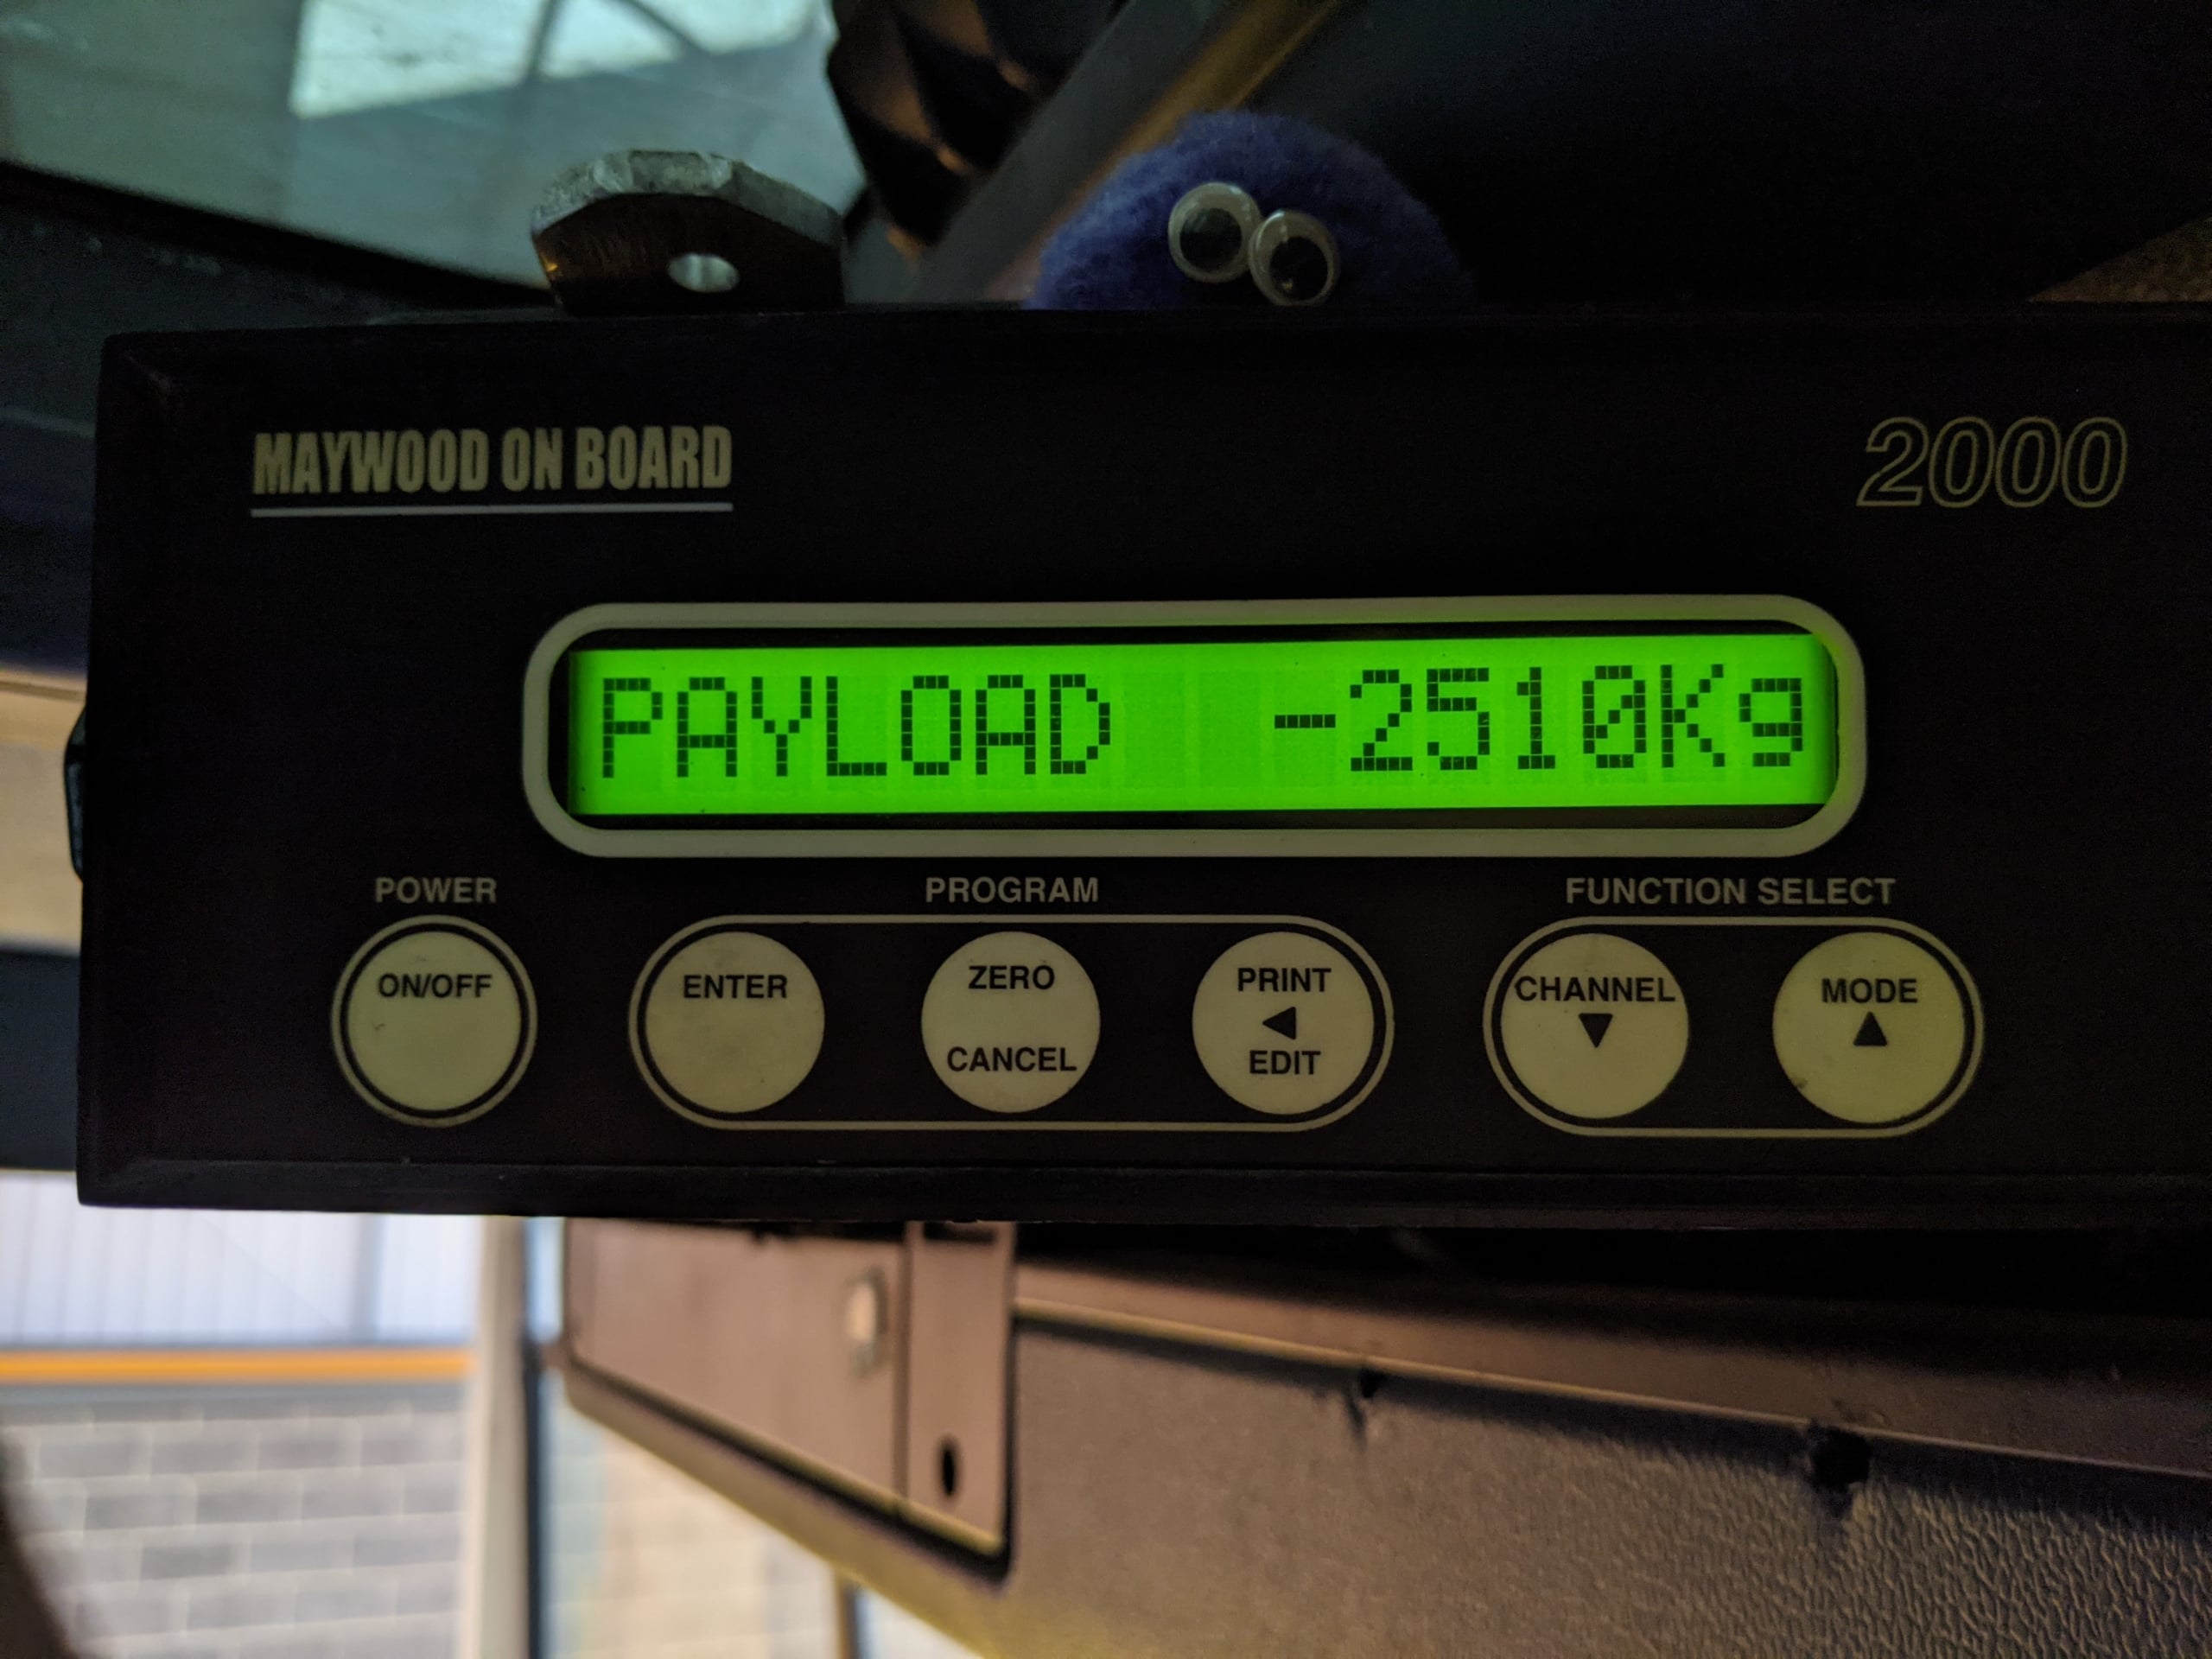 MAYWOOD ON BOARD
2000
PAYLOAD -2510Kg
POWER
PROGRAM
FUNCTION SELECT
ON/OFF
ENTER
ZERO
CANCEL
PRINT
◀
EDIT
CHANNEL
▼
MODE
▲